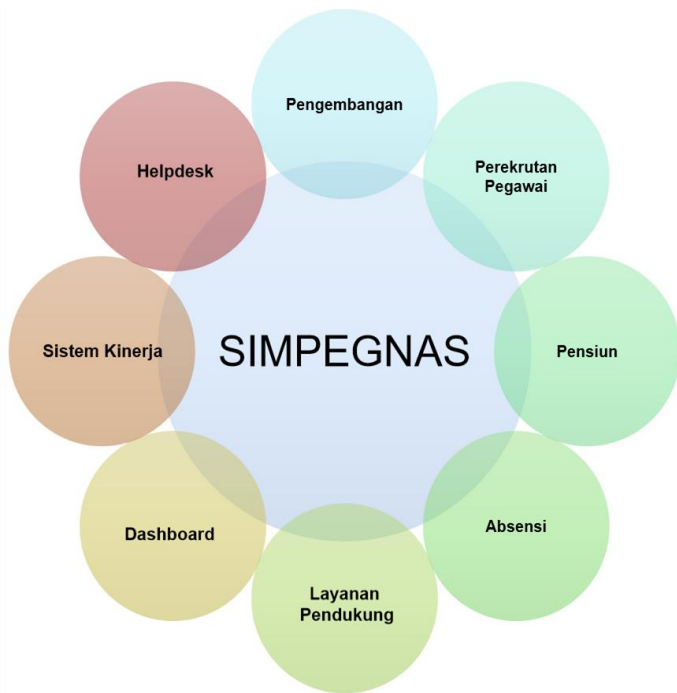 Pengembangan
Helpdesk
Perekrutan
Pegawai
Sistem Kinerja
SIMPEGNAS
Pensiun
Dashboard
Absensi
Layanan
Pendukung